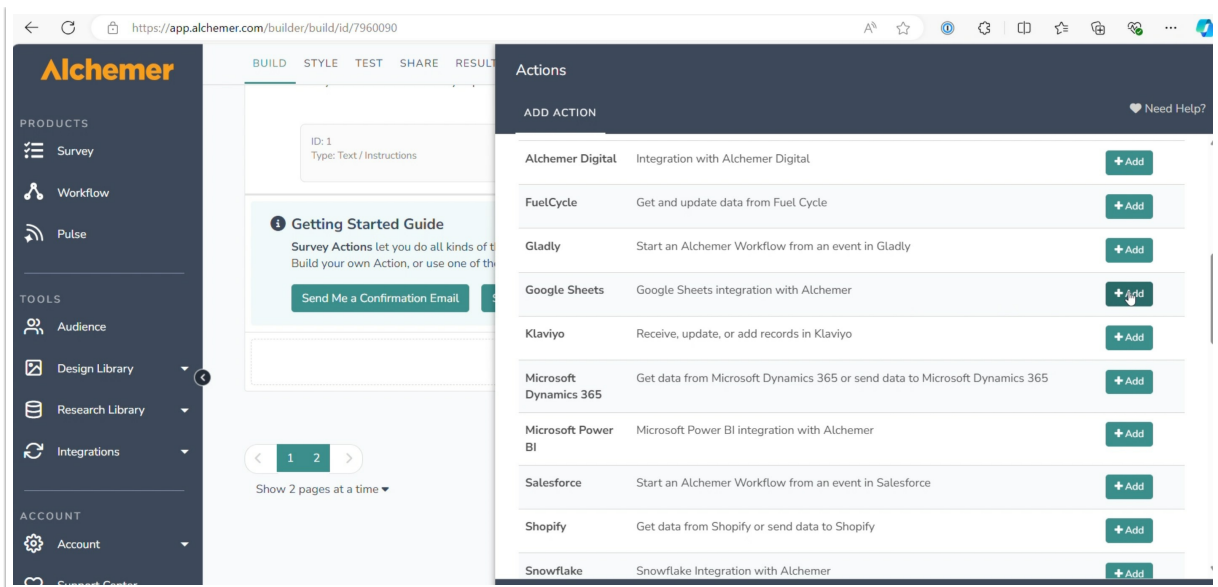 https://app.alchemer.com/builder/build/id/7960090
Alchemer
PRODUCTS
Survey
Workflow
Pulse
TOOLS
Audience
Design Library
Research Library
Integrations
ACCOUNT
Account
Support Center
BUILD STYLE TEST SHARE RESULT
ID: 1
Type: Text / Instructions
Getting Started Guide
Survey Actions let you do all kinds of t
Build your own Action, or use one of the
Send Me a Confirmation Email
1 2
Show 2 pages at a time
Actions
ADD ACTION
Need Help?
Alchemer Digital Integration with Alchemer Digital +Add
FuelCycle Get and update data from Fuel Cycle +Add
Gladly Start an Alchemer Workflow from an event in Gladly +Add
Google Sheets Google Sheets integration with Alchemer +Add
Klaviyo Receive, update, or add records in Klaviyo +Add
Microsoft Get data from Microsoft Dynamics 365 or send data to Microsoft Dynamics 365 +Add
Dynamics 365
Microsoft Power Microsoft Power BI integration with Alchemer +Add
BI
Salesforce Start an Alchemer Workflow from an event in Salesforce +Add
Shopify Get data from Shopify or send data to Shopify +Add
Snowflake Snowflake Integration with Alchemer +Add